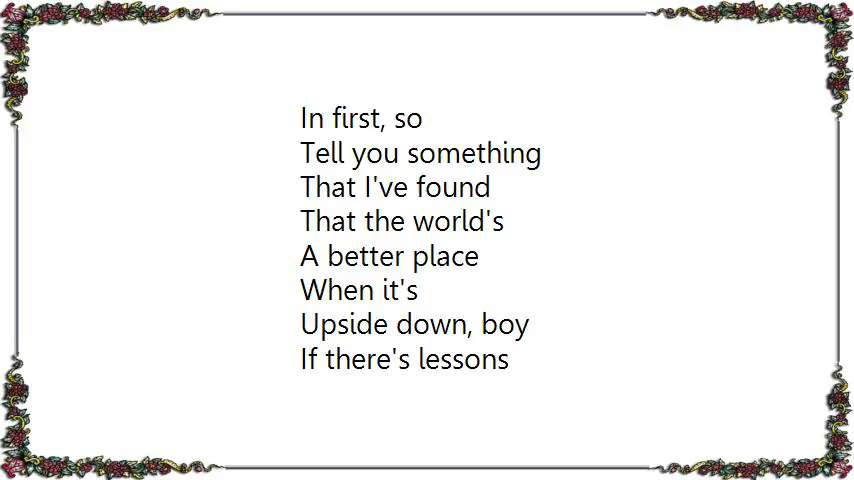 In first, so
Tell you something
That I've found
That the world's
A better place
When it's
Upside down, boy
If there's lessons